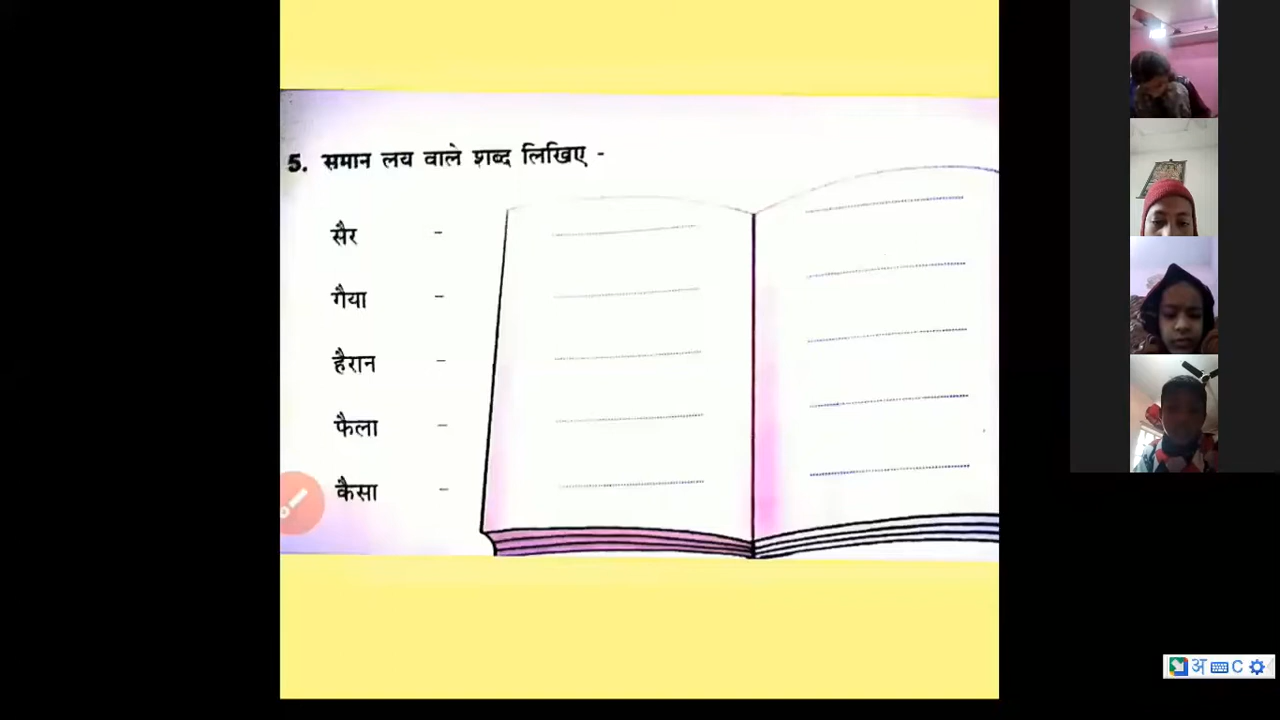 5. समान लय वाले शब्द लिखिए -
सैर -
गैया -
हैरान -
फैला -
कैसा -
अ C